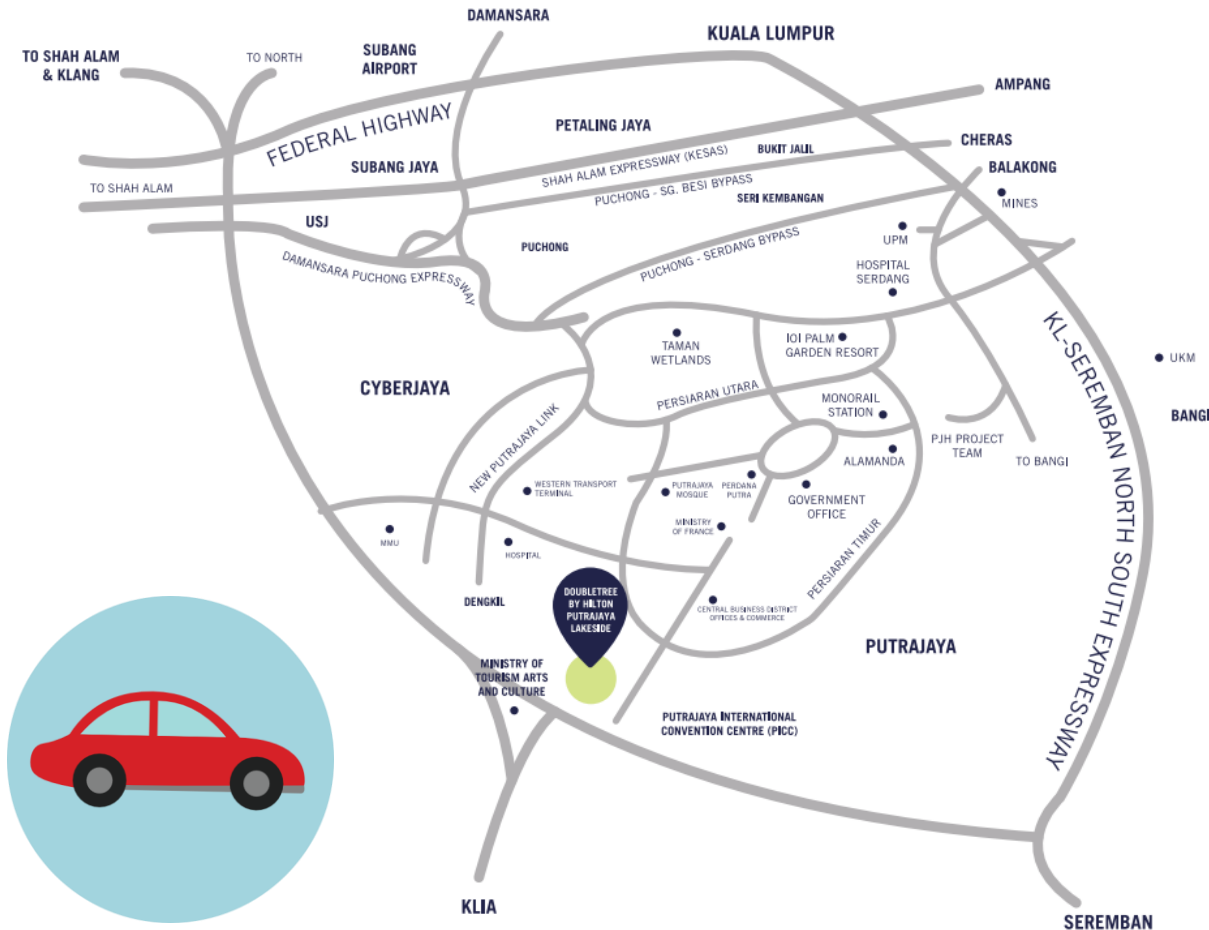 DAMANSARA
KUALA LUMPUR
TO SHAH ALAM
& KLANG
TO NORTH
SUBANG
AIRPORT
AMPANG
FEDERAL HIGHWAY
PETALING JAYA
CHERAS
SUBANG JAYA
SHAH ALAM EXPRESSWAY (KESAS)
BUKIT JALIL
BALAKONG
TO SHAH ALAM
PUCHONG - SG. BESI BYPASS
SERI KEMBANGAN
MINES
USJ
PUCHONG
PUCHONG - SERDANG BYPASS
UPM
DAMANSARA PUCHONG EXPRESSWAY
HOSPITAL
SERDANG
KL-SEREMBAN NORTH SOUTH EXPRESSWAY
TAMAN
WETLANDS
IOI PALM
GARDEN RESORT
UKM
CYBERJAYA
PERSIARAN UTARA
MONORAIL
STATION
BANGI
NEW PUTRAJAYA LINK
PJH PROJECT
TEAM
TO BANGI
ALAMANDA
WESTERN TRANSPORT
TERMINAL
PUTRAJAYA
MOSQUE
PERDANA
PUTRA
GOVERNMENT
OFFICE
MINISTRY
OF FRANCE
PERSIARAN TIMUR
MMU
HOSPITAL
DENGKIL
DOUBLETREE
BY HILTON
PUTRAJAYA
LAKESIDE
CENTRAL BUSINESS DISTRICT
OFFICES & COMMERCE
PUTRAJAYA
MINISTRY OF
TOURISM ARTS
AND CULTURE
PUTRAJAYA INTERNATIONAL
CONVENTION CENTRE (PICC)
KLIA
SEREMBAN